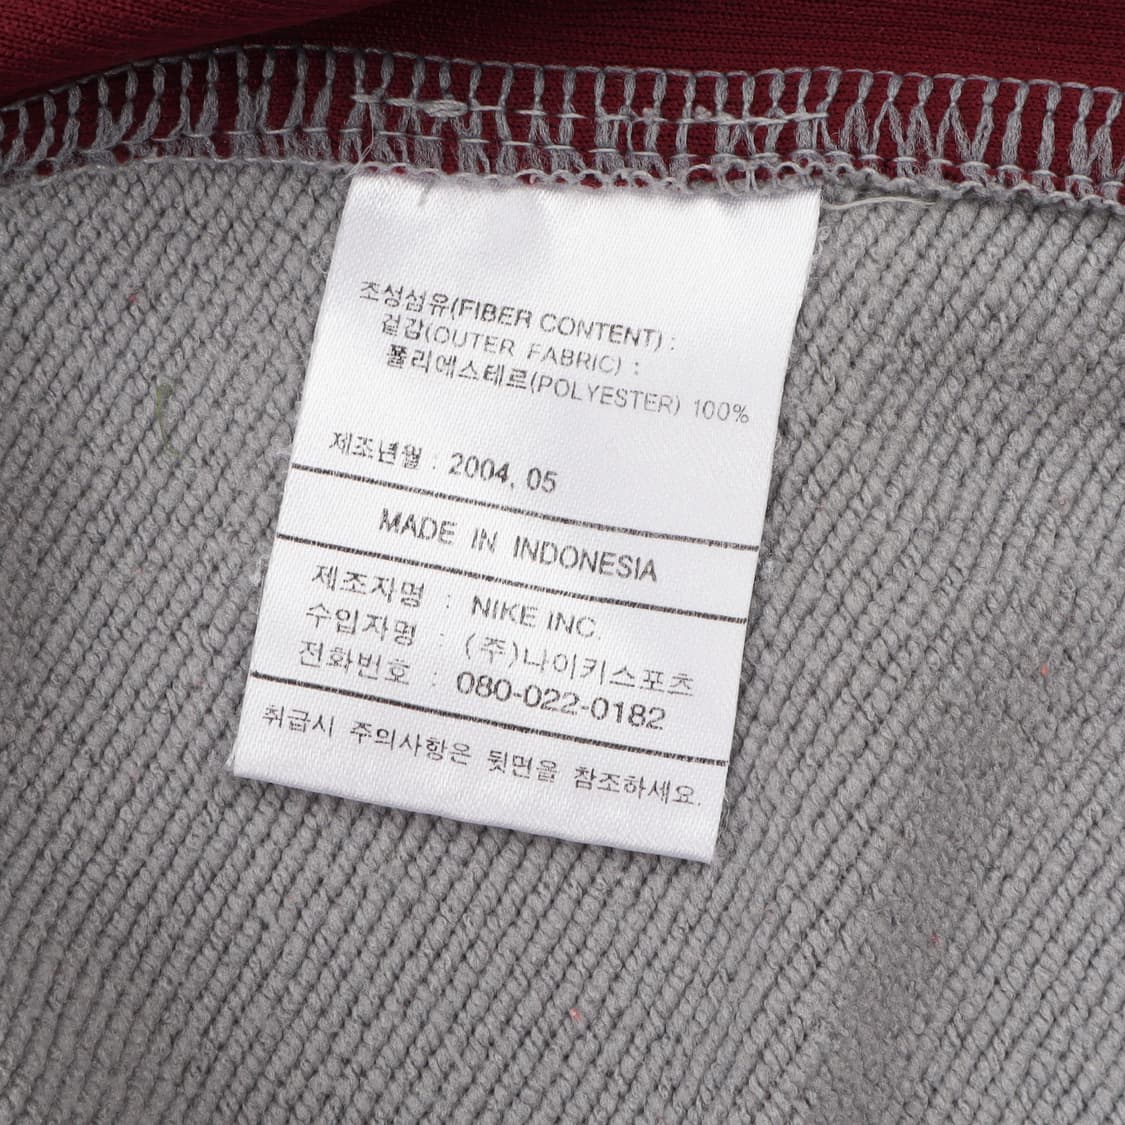 조성섬유(FIBER CONTENT) :
겉감(OUTER FABRIC) :
폴리에스테르(POLYESTER) 100%
제조년월 : 2004. 05
MADE IN INDONESIA
제조자명 : NIKE INC.
수입자명 : (주)나이키스포츠
전화번호 : 080-022-0182
취급시 주의사항은 뒷면을 참조하세요.